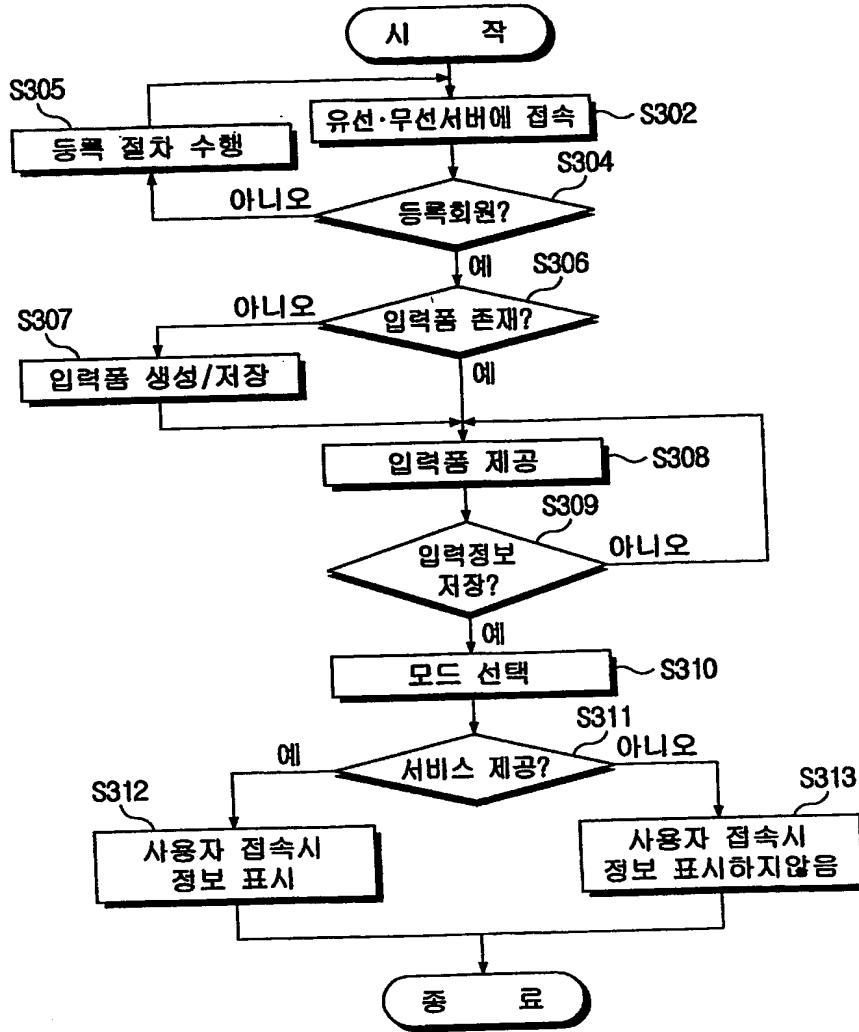 시 작
S305
유선·무선서버에 접속
S302
등록 절차 수행
S304
아니오
등록회원?
예
S306
아니오
입력폼 존재?
S307
예
입력폼 생성/저장
입력폼 제공
S308
S309
입력정보
저장?
아니오
예
모드 선택
S310
S311
예
서비스 제공?
아니오
S312
S313
사용자 접속시
정보 표시
사용자 접속시
정보 표시하지않음
종 료